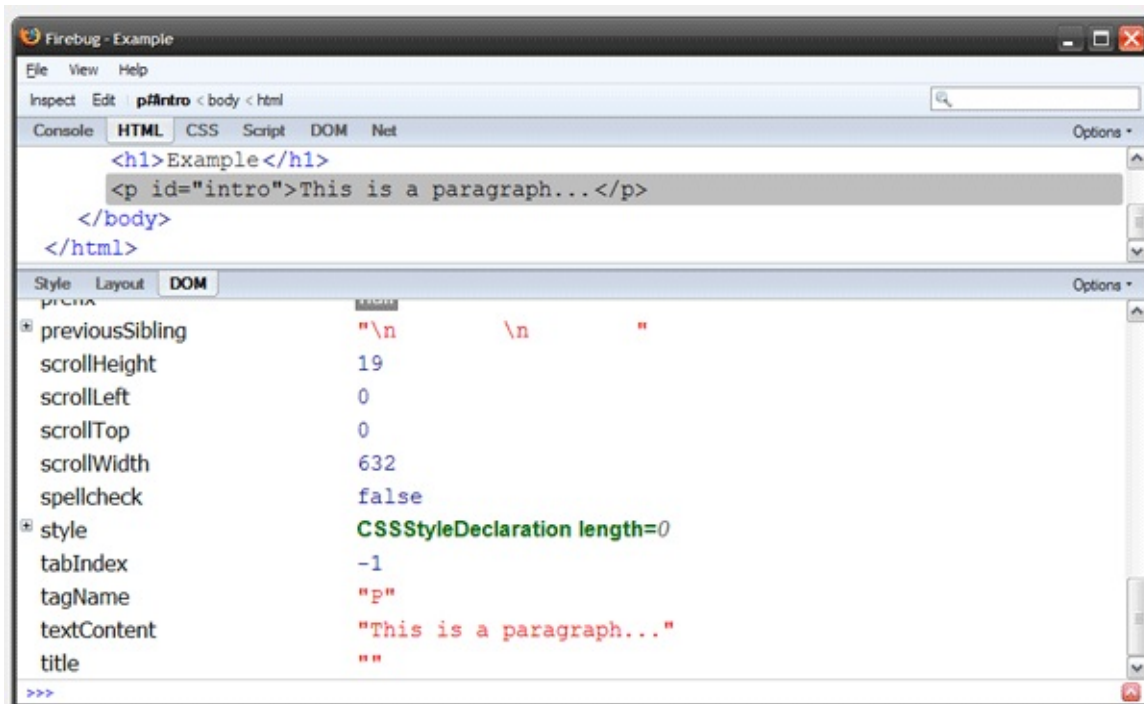 Firebug - Example
File View Help
Inspect Edit p#intro < body < html
Console HTML CSS Script DOM Net Options
<h1>Example</h1>
<p id="intro">This is a paragraph...</p>
</body>
</html>
Style Layout DOM Options
previousSibling "\n \n "
scrollHeight 19
scrollLeft 0
scrollTop 0
scrollWidth 632
spellcheck false
style CSSStyleDeclaration length=0
tabIndex -1
tagName "P"
textContent "This is a paragraph..."
title ""
>>>